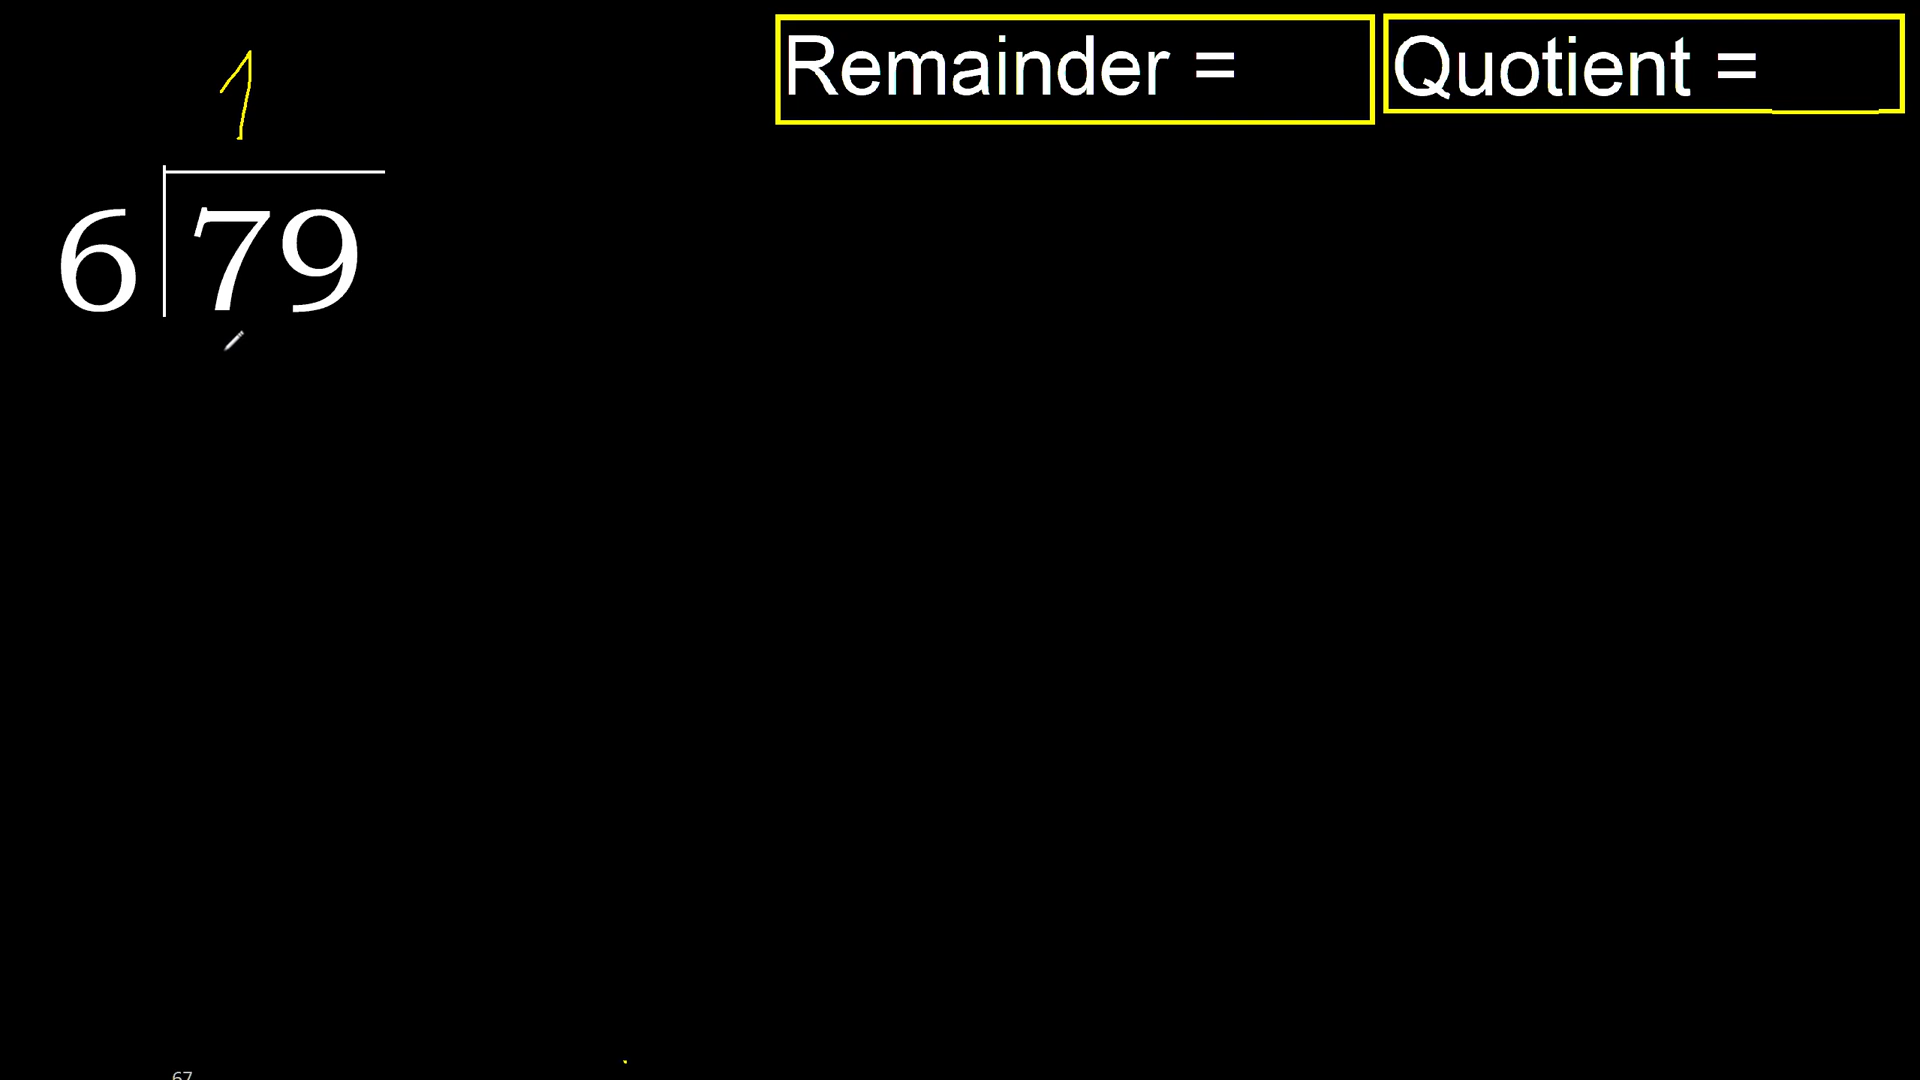 1
6 79
Remainder =
Quotient =
67